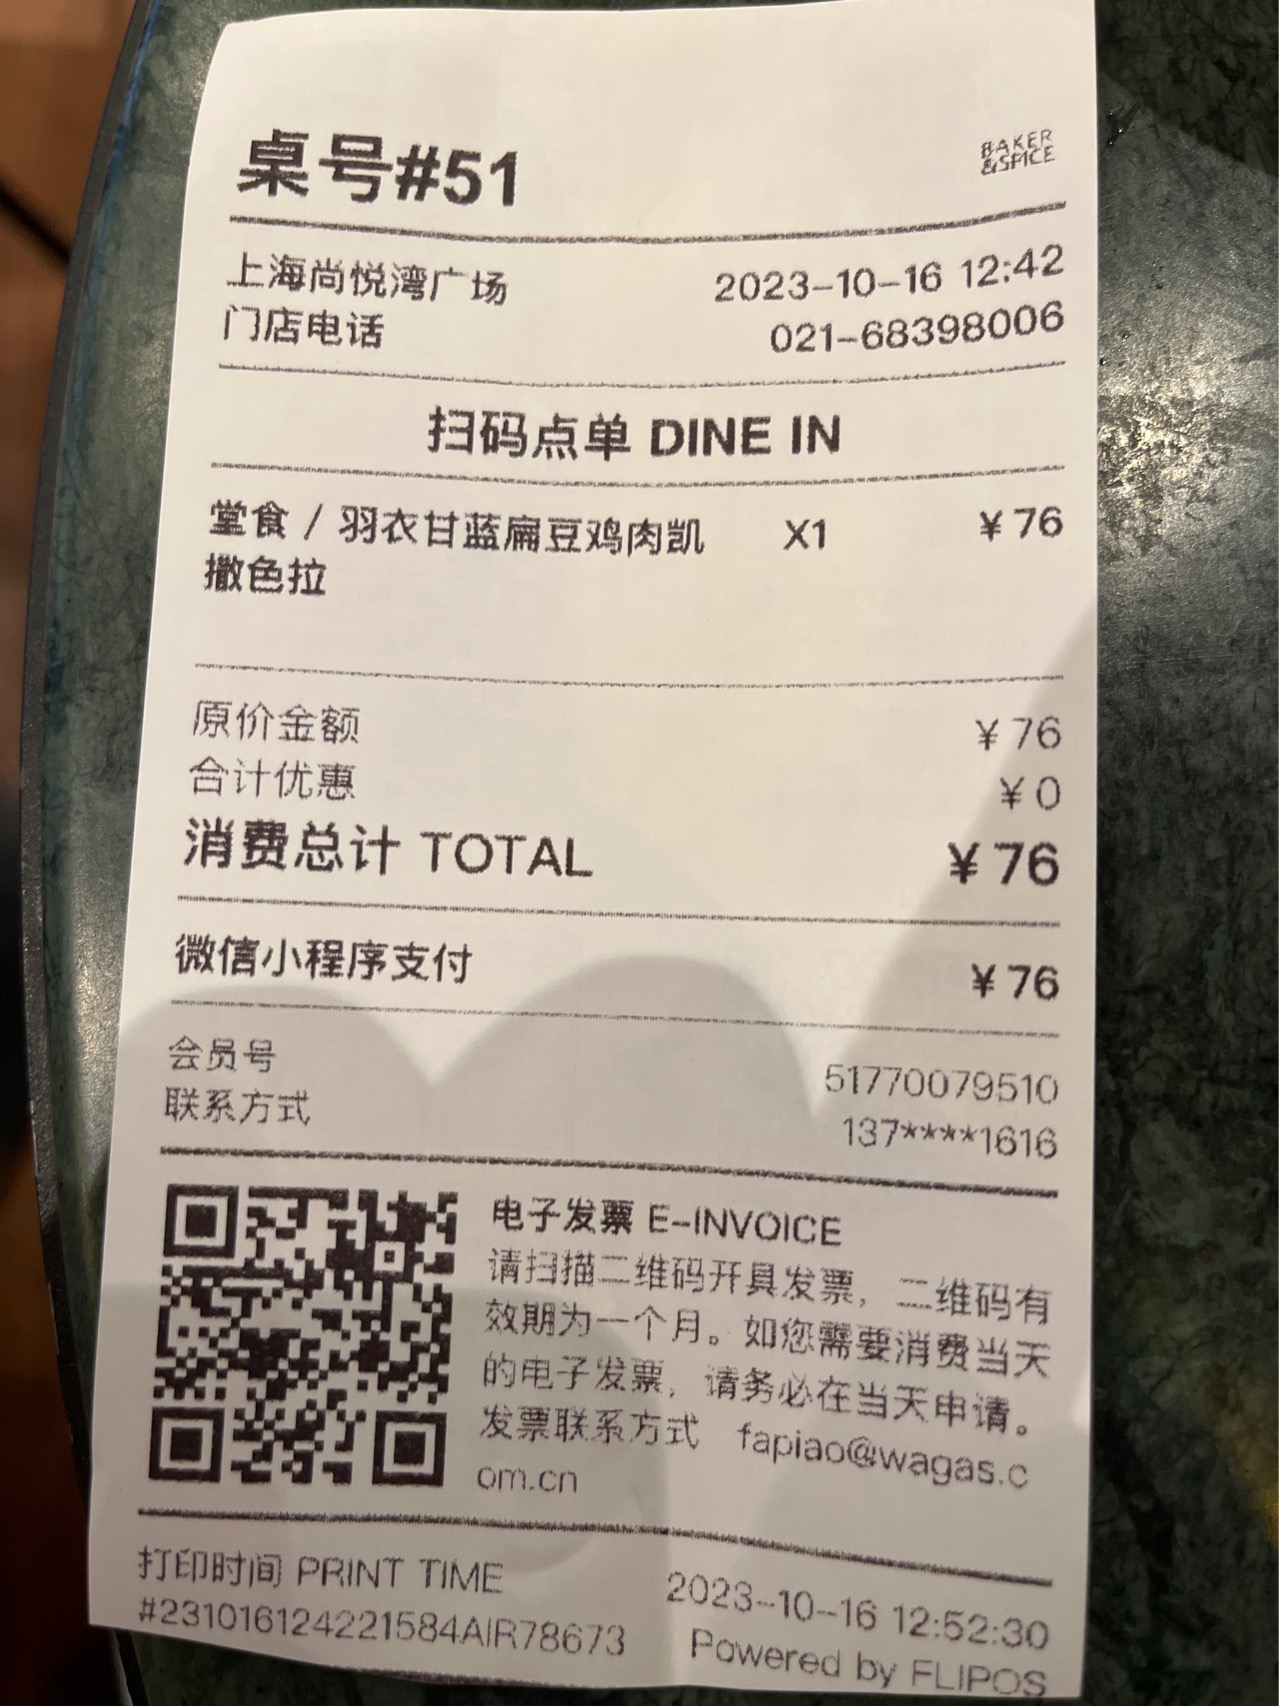 桌号#51
BAKER
&SPICE
上海尚悦湾广场 2023-10-16 12:42
门店电话 021-68398006
扫码点单 DINE IN
堂食 / 羽衣甘蓝扁豆鸡肉凯 X1 ¥76
撒色拉
原价金额 ¥76
合计优惠 ¥0
消费总计 TOTAL ¥76
微信小程序支付 ¥76
会员号 51770079510
联系方式 137****1616
电子发票 E-INVOICE
请扫描二维码开具发票，二维码有
效期为一个月。如您需要消费当天
的电子发票，请务必在当天申请。
发票联系方式 fapiao@wagas.c
om.cn
打印时间 PRINT TIME 2023-10-16 12:52:30
#231016124221584AIR78673 Powered by FLIPOS